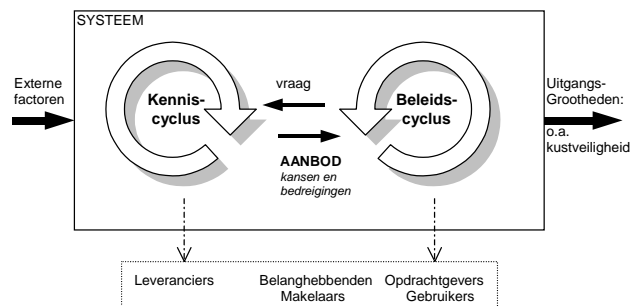 SYSTEEM
Externe
factoren
Kennis-
cyclus
vraag
Beleids-
cyclus
AANBOD
kansen en
bedreigingen
Uitgangs-
Grootheden:
o.a.
kustveiligheid
Leveranciers
Belanghebbenden
Makelaars
Opdrachtgevers
Gebruikers